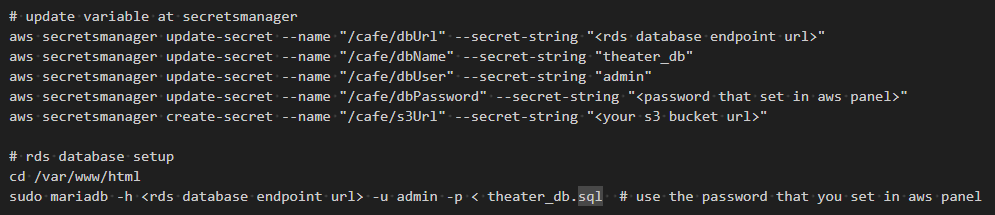 # update variable at secretsmanager
aws secretsmanager update-secret --name "/cafe/dbUrl" --secret-string "<rds database endpoint url>"
aws secretsmanager update-secret --name "/cafe/dbName" --secret-string "theater_db"
aws secretsmanager update-secret --name "/cafe/dbUser" --secret-string "admin"
aws secretsmanager update-secret --name "/cafe/dbPassword" --secret-string "<password that set in aws panel>"
aws secretsmanager create-secret --name "/cafe/s3Url" --secret-string "<your s3 bucket url>"
# rds database setup
cd /var/www/html
sudo mariadb -h <rds database endpoint url> -u admin -p < theater_db.sql  # use the password that you set in aws panel